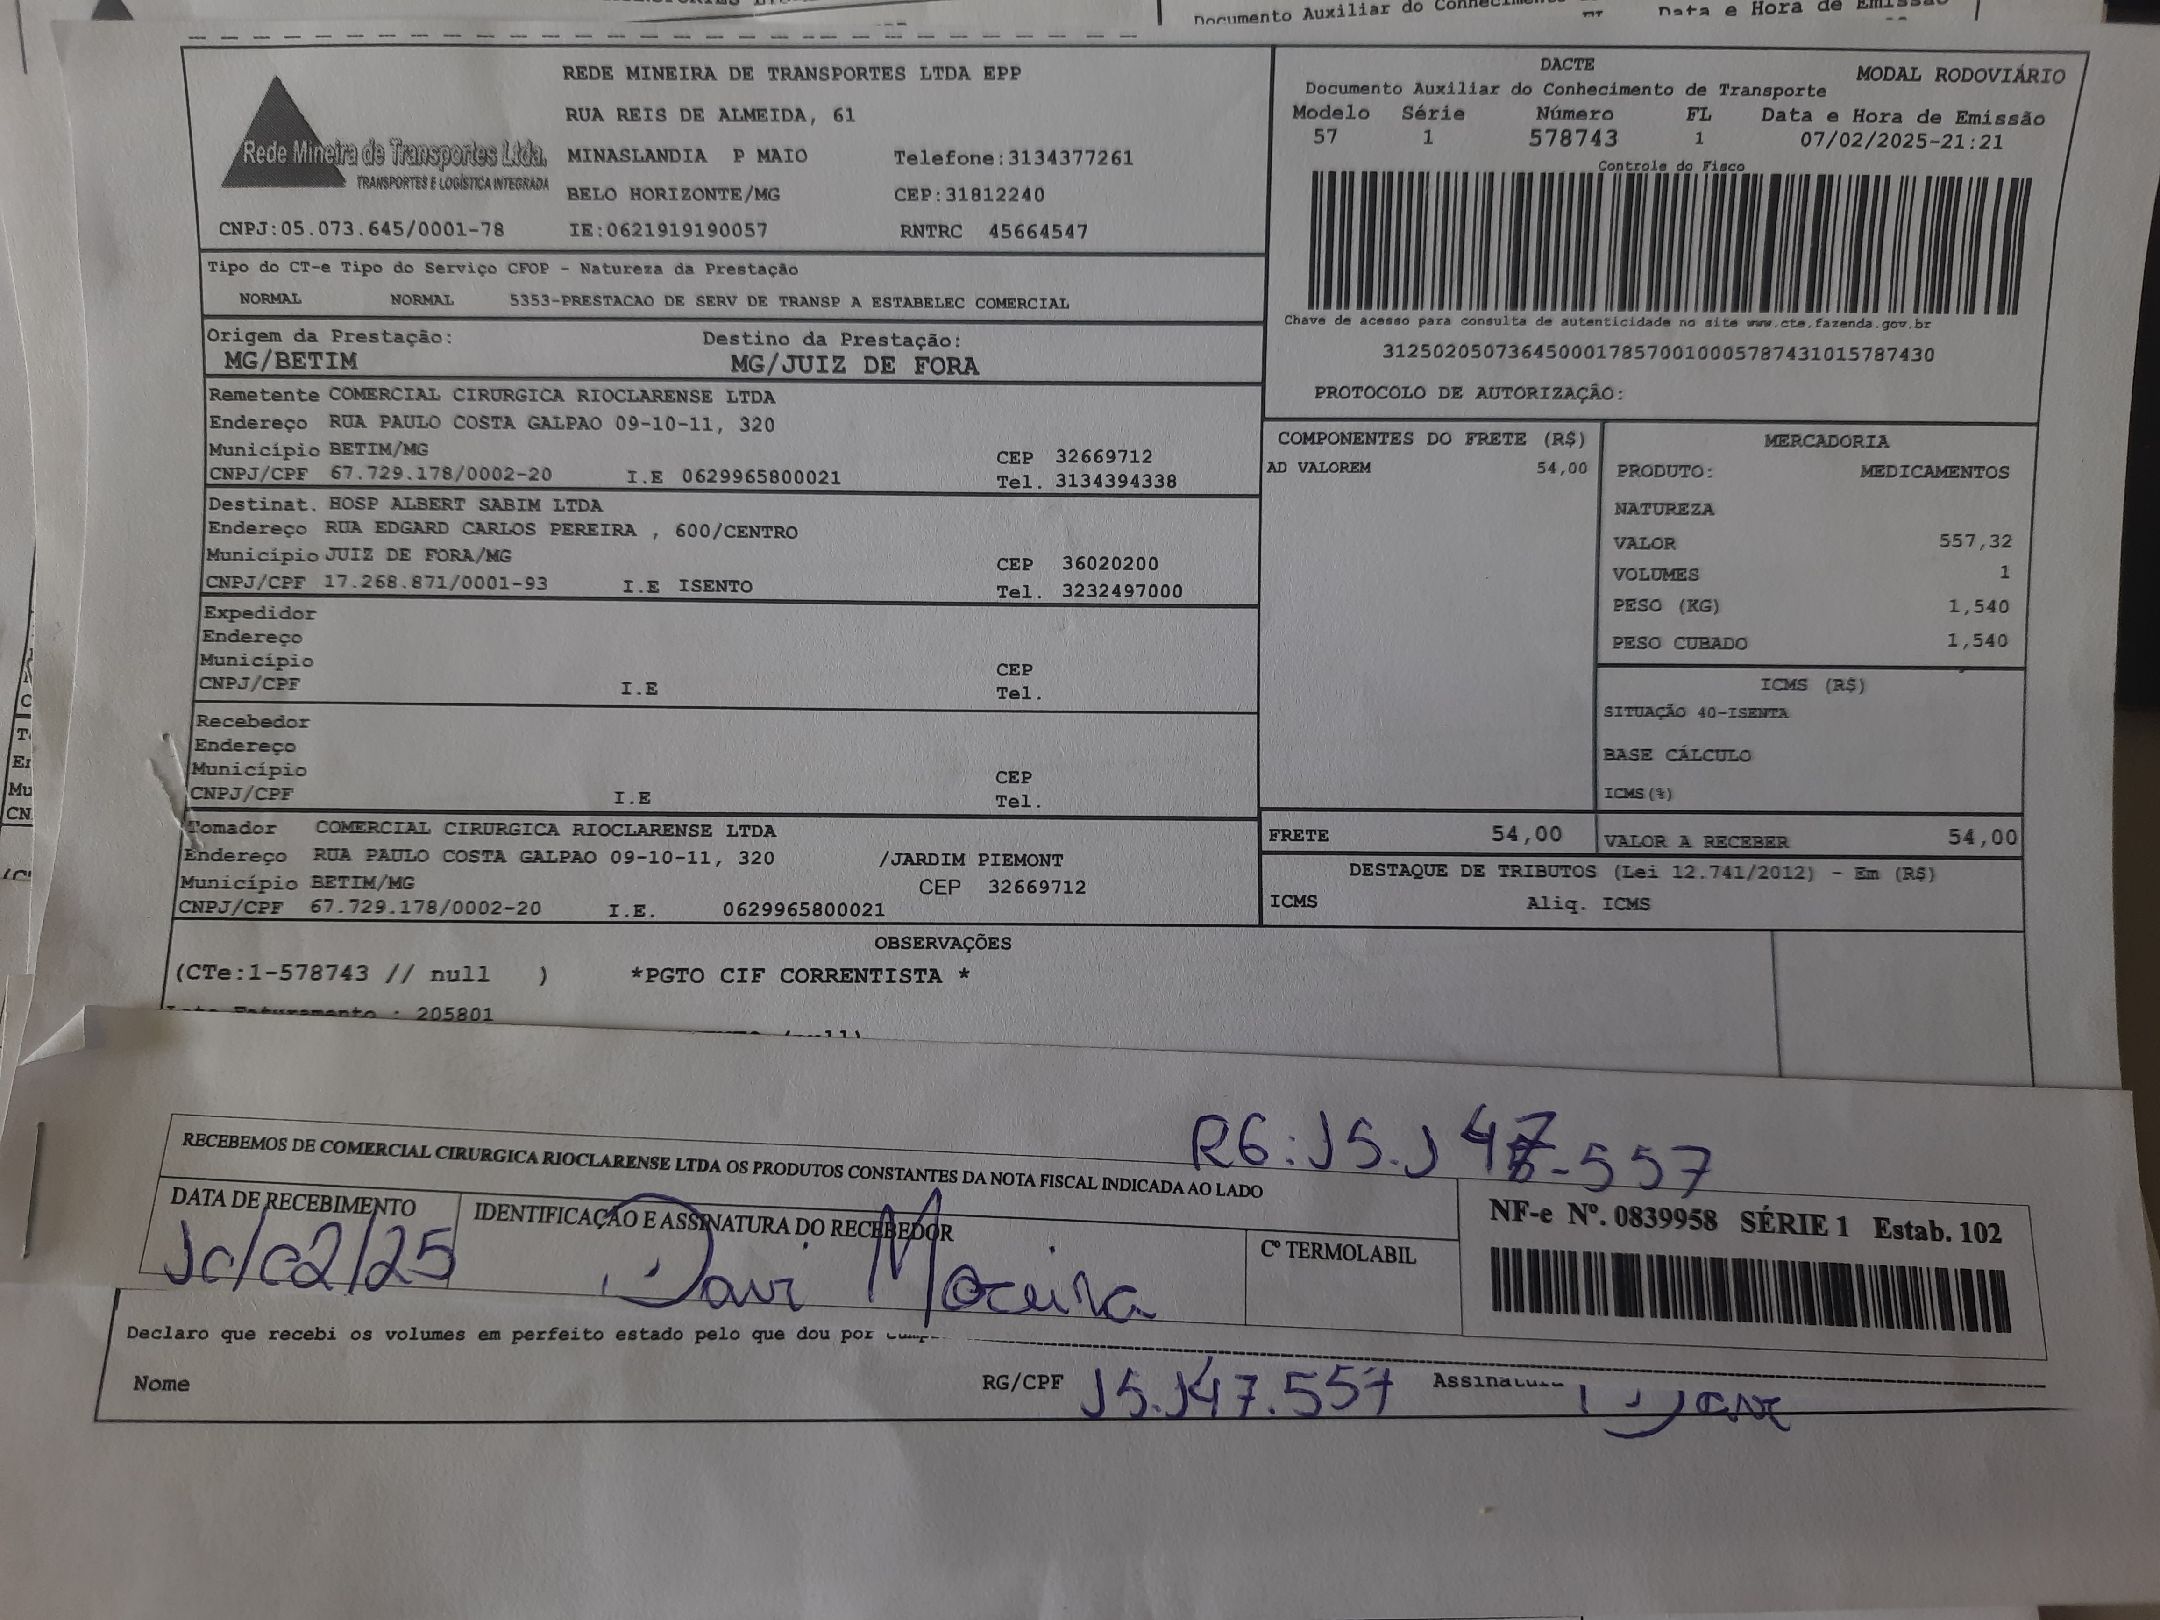 Documento Auxiliar do
Data e Hora de
REDE MINEIRA DE TRANSPORTES LTDA EPP
RUA REIS DE ALMEIDA, 61
MINASLANDIA P MAIO Telefone:3134377261
BELO HORIZONTE/MG CEP:31812240
CNPJ:05.073.645/0001-78 IE:0621919190057 RNTRC 45664547
Rede Mineira de Transportes Ltda.
TRANSPORTES E LOGÍSTICA INTEGRADA
DACTE
MODAL RODOVIÁRIO
Documento Auxiliar do Conhecimento de Transporte
Modelo Série Número FL Data e Hora de Emissão
57 1 578743 1 07/02/2025-21:21
Controle do Fisco
Chave de acesso para consulta de autenticidade no site www.cte.fazenda.gov.br
31250205073645000178570010005787431015787430
PROTOCOLO DE AUTORIZAÇÃO:
Tipo do CT-e Tipo do Serviço CFOP - Natureza da Prestação
NORMAL NORMAL 5353-PRESTACAO DE SERV DE TRANSP A ESTABELEC COMERCIAL
Origem da Prestação: Destino da Prestação:
MG/BETIM MG/JUIZ DE FORA
Remetente COMERCIAL CIRURGICA RIOCLARENSE LTDA
Endereço RUA PAULO COSTA GALPAO 09-10-11, 320
Município BETIM/MG CEP 32669712
CNPJ/CPF 67.729.178/0002-20 I.E 0629965800021 Tel. 3134394338
Destinat. HOSP ALBERT SABIM LTDA
Endereço RUA EDGARD CARLOS PEREIRA , 600/CENTRO
Município JUIZ DE FORA/MG CEP 36020200
CNPJ/CPF 17.268.871/0001-93 I.E ISENTO Tel. 3232497000
Expedidor
Endereço
Município CEP
CNPJ/CPF I.E Tel.
Recebedor
Endereço
Município CEP
CNPJ/CPF I.E Tel.
Tomador COMERCIAL CIRURGICA RIOCLARENSE LTDA
Endereço RUA PAULO COSTA GALPAO 09-10-11, 320 /JARDIM PIEMONT
Município BETIM/MG CEP 32669712
CNPJ/CPF 67.729.178/0002-20 I.E. 0629965800021
COMPONENTES DO FRETE (R$)
AD VALOREM 54,00
MERCADORIA
PRODUTO: MEDICAMENTOS
NATUREZA
VALOR 557,32
VOLUMES 1
PESO (KG) 1,540
PESO CUBADO 1,540
ICMS (R$)
SITUAÇÃO 40-ISENTA
BASE CÁLCULO
ICMS(%)
FRETE 54,00 VALOR A RECEBER 54,00
DESTAQUE DE TRIBUTOS (Lei 12.741/2012) - Em (R$)
ICMS Aliq. ICMS
OBSERVAÇÕES
(CTe:1-578743 // null ) *PGTO CIF CORRENTISTA *
Faturamento : 205801
RG:15.147-557
RECEBEMOS DE COMERCIAL CIRURGICA RIOCLARENSE LTDA OS PRODUTOS CONSTANTES DA NOTA FISCAL INDICADA AO LADO
DATA DE RECEBIMENTO IDENTIFICAÇÃO E ASSINATURA DO RECEBEDOR
10/02/25 Davi Moreira
Cº TERMOLABIL
NF-e Nº. 0839958 SÉRIE 1 Estab. 102
Declaro que recebi os volumes em perfeito estado pelo que dou por
Nome RG/CPF 15.147.557 Assinatura Davi